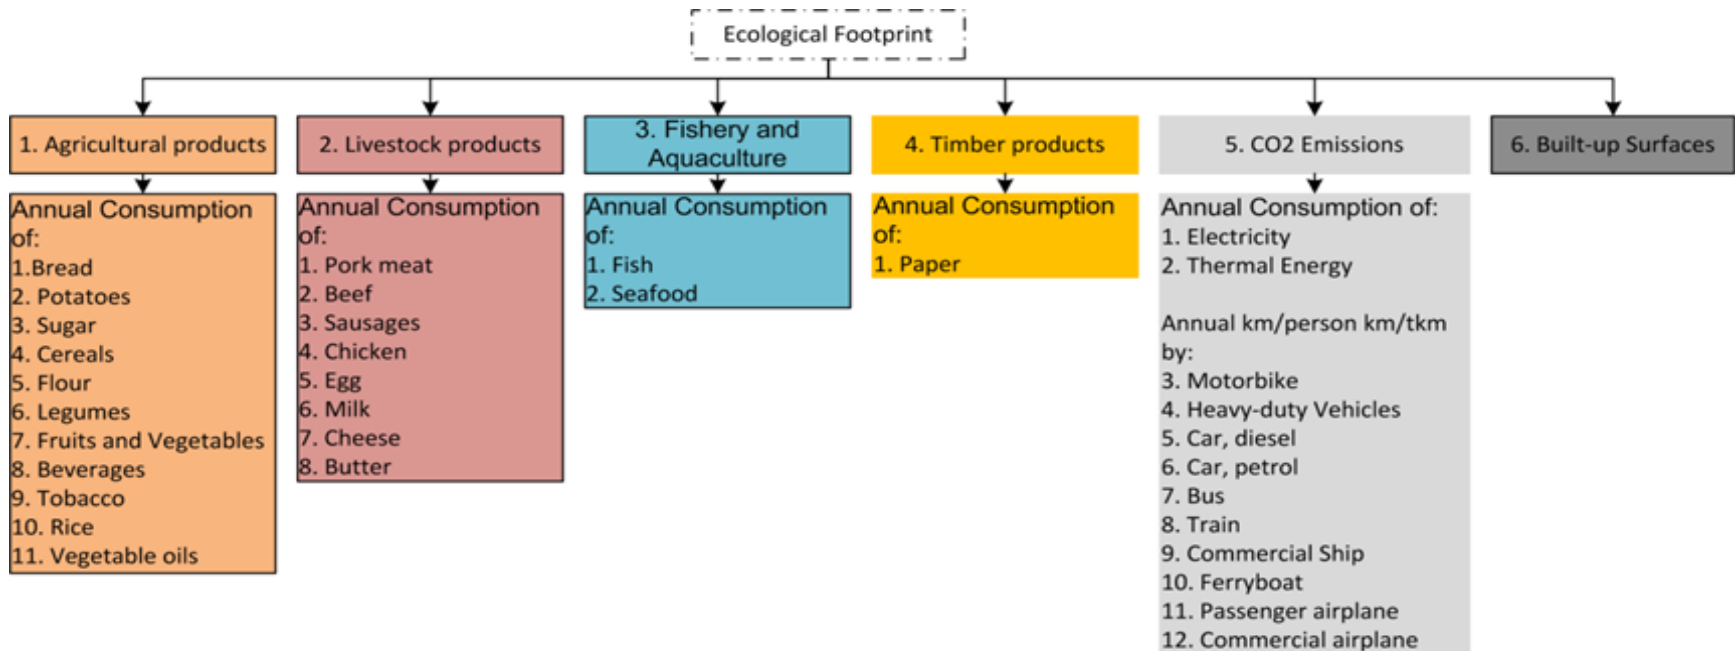 Ecological Footprint
1. Agricultural products
2. Livestock products
3. Fishery and
Aquaculture
4. Timber products
5. CO2 Emissions
6. Built-up Surfaces
Annual Consumption
of:
1.Bread
2. Potatoes
3. Sugar
4. Cereals
5. Flour
6. Legumes
7. Fruits and Vegetables
8. Beverages
9. Tobacco
10. Rice
11. Vegetable oils
Annual Consumption
of:
1. Pork meat
2. Beef
3. Sausages
4. Chicken
5. Egg
6. Milk
7. Cheese
8. Butter
Annual Consumption
of:
1. Fish
2. Seafood
Annual Consumption
of:
1. Paper
Annual Consumption of:
1. Electricity
2. Thermal Energy
Annual km/person km/tkm
by:
3. Motorbike
4. Heavy-duty Vehicles
5. Car, diesel
6. Car, petrol
7. Bus
8. Train
9. Commercial Ship
10. Ferryboat
11. Passenger airplane
12. Commercial airplane